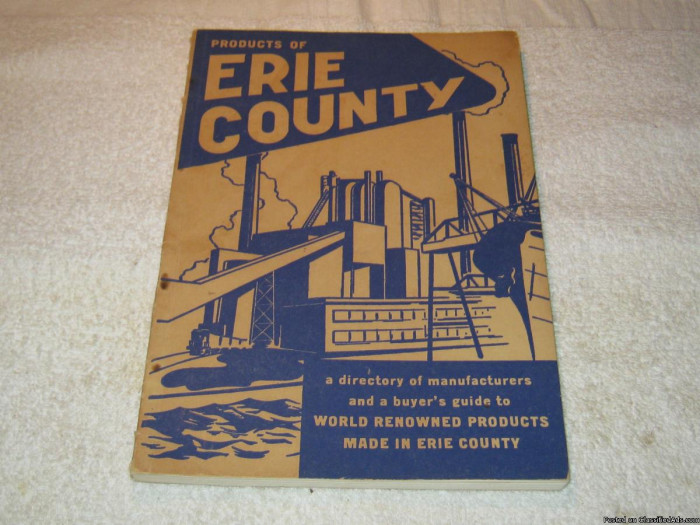 PRODUCTS OF
ERIE
COUNTY
a directory of manufacturers
and a buyer's guide to
WORLD RENOWNED PRODUCTS
MADE IN ERIE COUNTY
Posted on ClassifiedAds.com